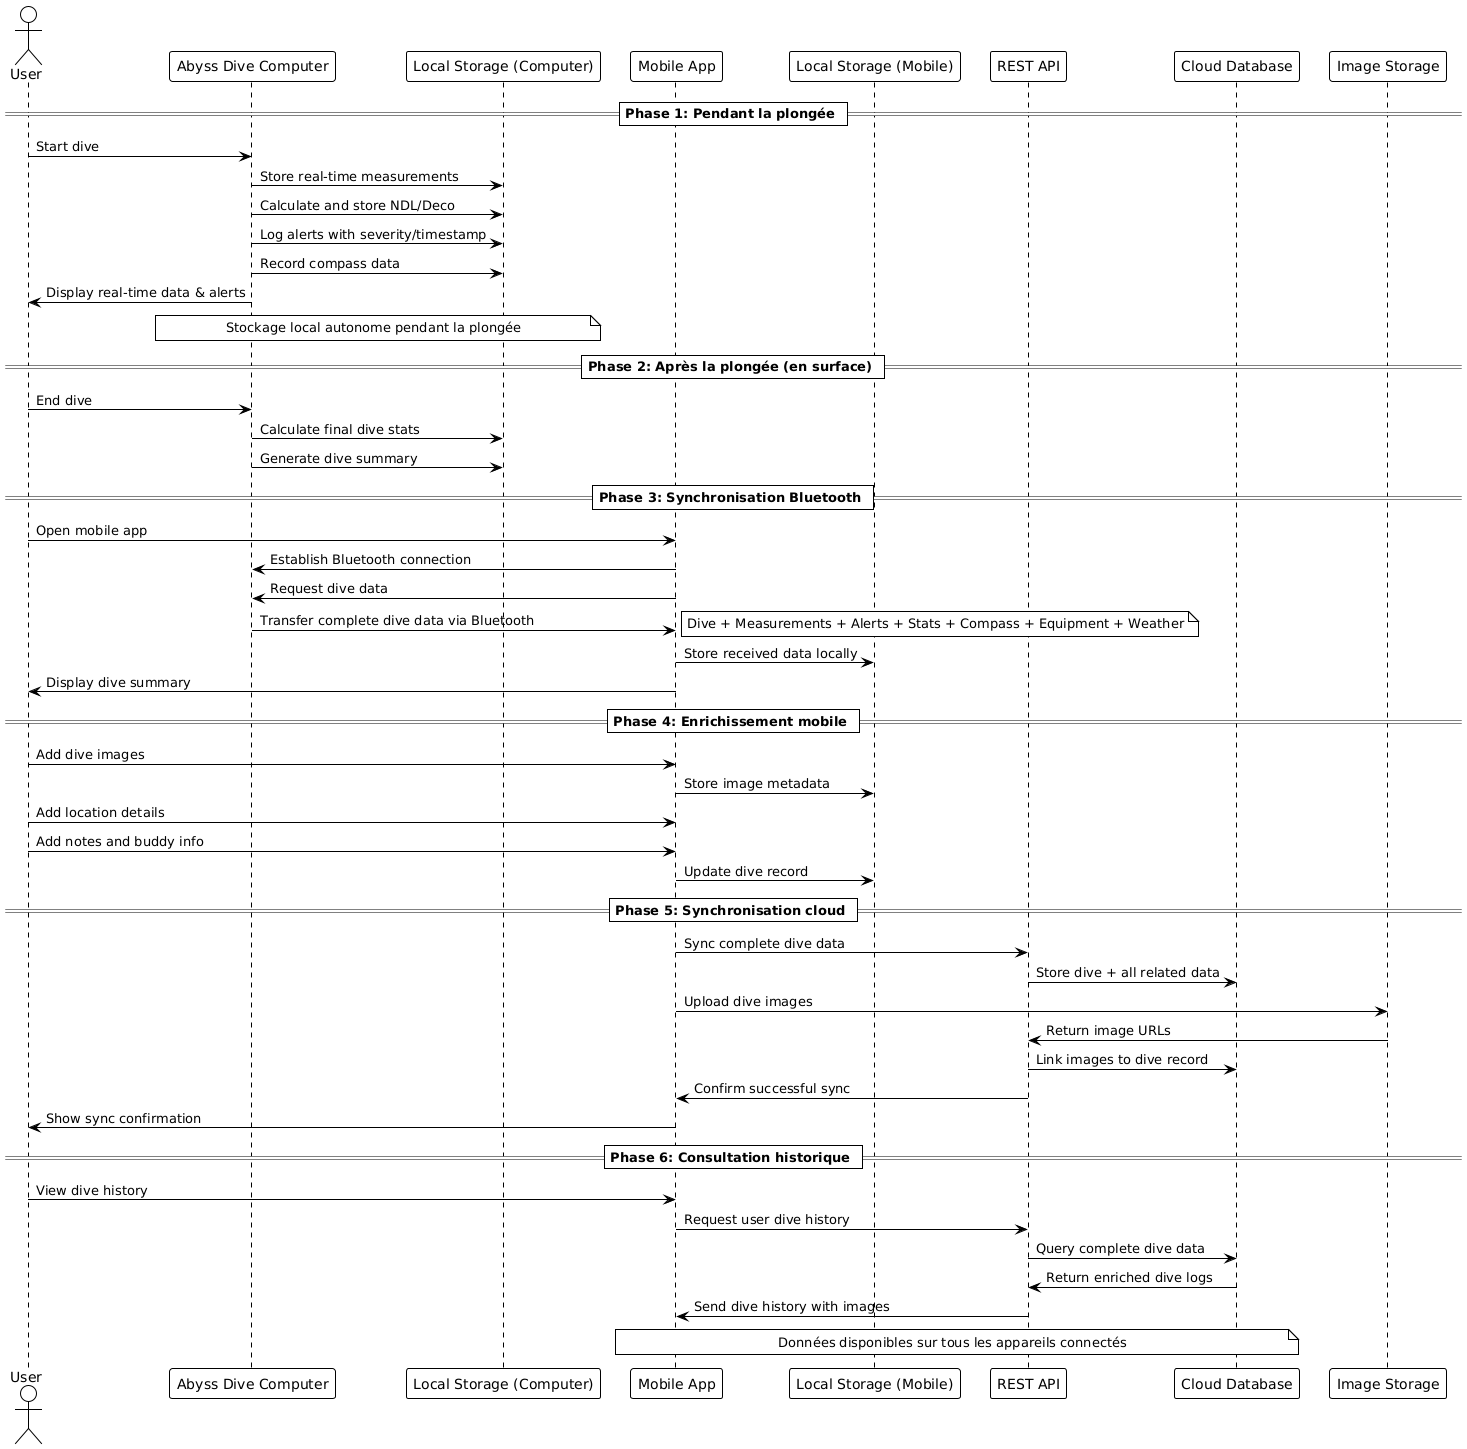 User
Abyss Dive Computer
Local Storage (Computer)
Mobile App
Local Storage (Mobile)
REST API
Cloud Database
Image Storage
Phase 1: Pendant la plongée
Start dive
Store real-time measurements
Calculate and store NDL/Deco
Log alerts with severity/timestamp
Record compass data
Display real-time data & alerts
Stockage local autonome pendant la plongée
Phase 2: Après la plongée (en surface)
End dive
Calculate final dive stats
Generate dive summary
Phase 3: Synchronisation Bluetooth
Open mobile app
Establish Bluetooth connection
Request dive data
Transfer complete dive data via Bluetooth
Dive + Measurements + Alerts + Stats + Compass + Equipment + Weather
Store received data locally
Display dive summary
Phase 4: Enrichissement mobile
Add dive images
Store image metadata
Add location details
Add notes and buddy info
Update dive record
Phase 5: Synchronisation cloud
Sync complete dive data
Store dive + all related data
Upload dive images
Return image URLs
Link images to dive record
Confirm successful sync
Show sync confirmation
Phase 6: Consultation historique
View dive history
Request user dive history
Query complete dive data
Return enriched dive logs
Send dive history with images
Données disponibles sur tous les appareils connectés
User
Abyss Dive Computer
Local Storage (Computer)
Mobile App
Local Storage (Mobile)
REST API
Cloud Database
Image Storage